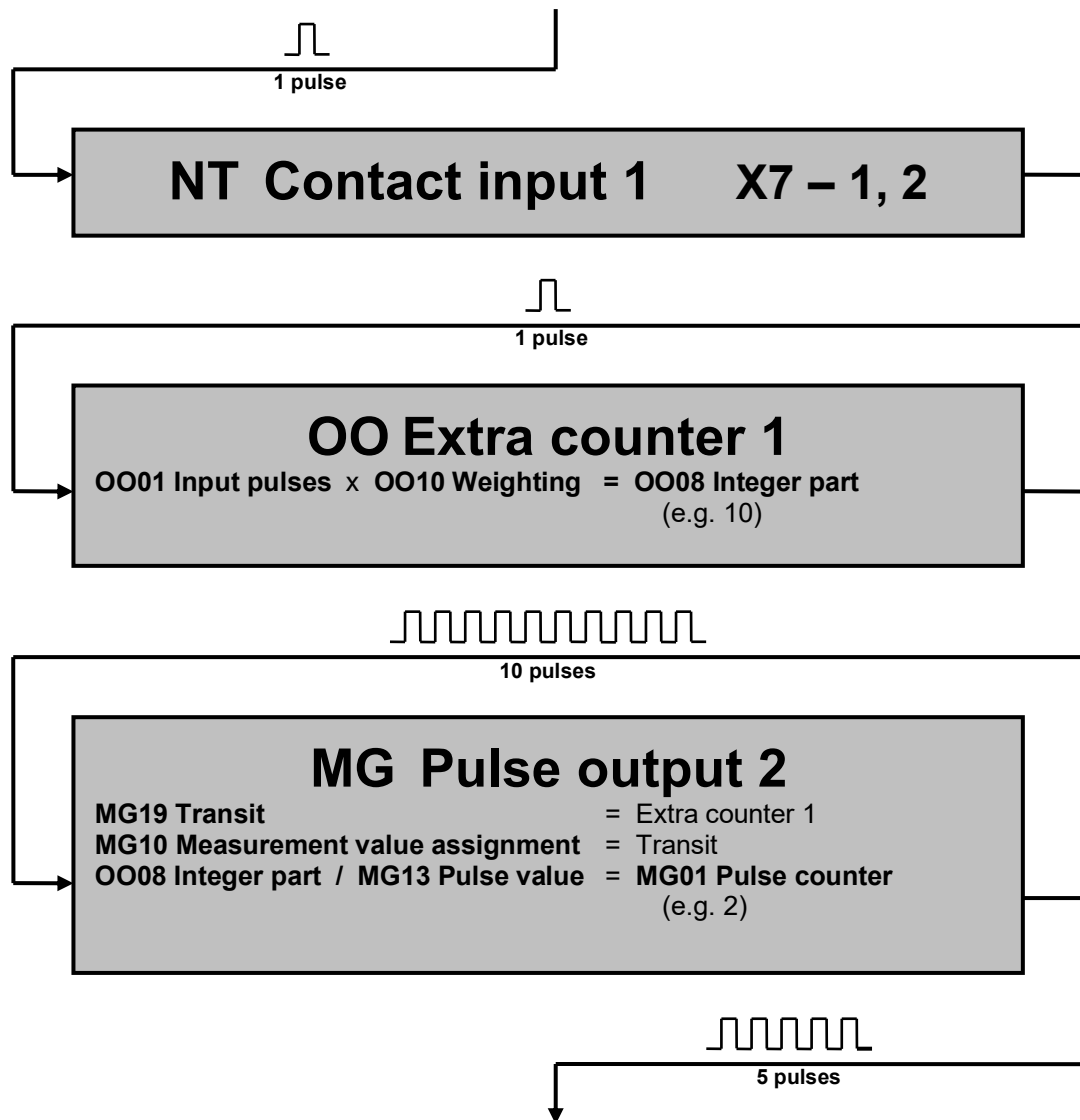 1 pulse
NT Contact input 1 X7 – 1, 2
1 pulse
OO Extra counter 1
OO01 Input pulses x OO10 Weighting = OO08 Integer part
(e.g. 10)
10 pulses
MG Pulse output 2
MG19 Transit = Extra counter 1
MG10 Measurement value assignment = Transit
OO08 Integer part / MG13 Pulse value = MG01 Pulse counter
(e.g. 2)
5 pulses